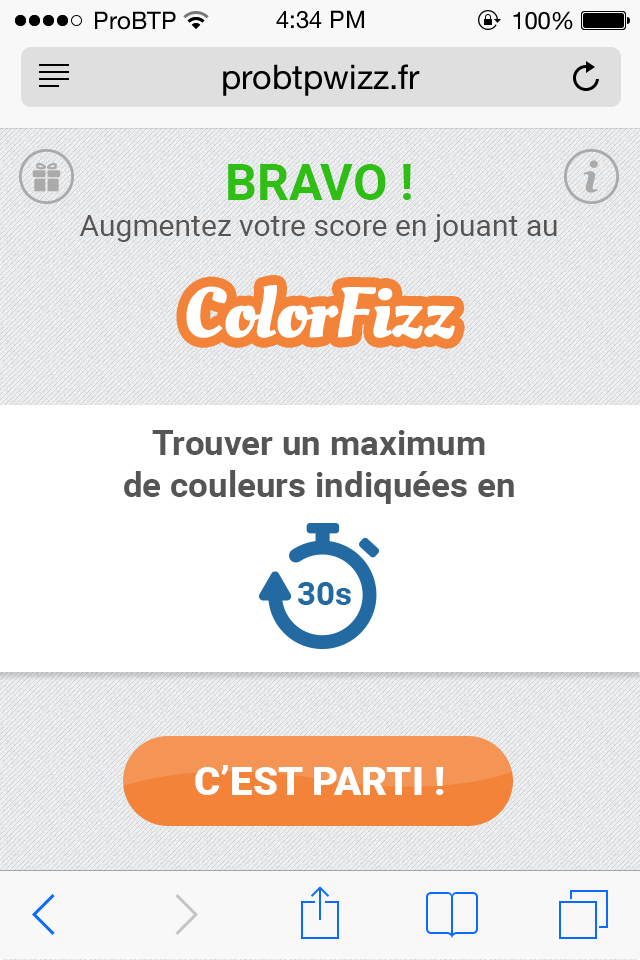 ProBTP 4:34 PM 100%
probtpwizz.fr
BRAVO !
Augmentez votre score en jouant au
ColorFizz
Trouver un maximum
de couleurs indiquées en
30s
C’EST PARTI !